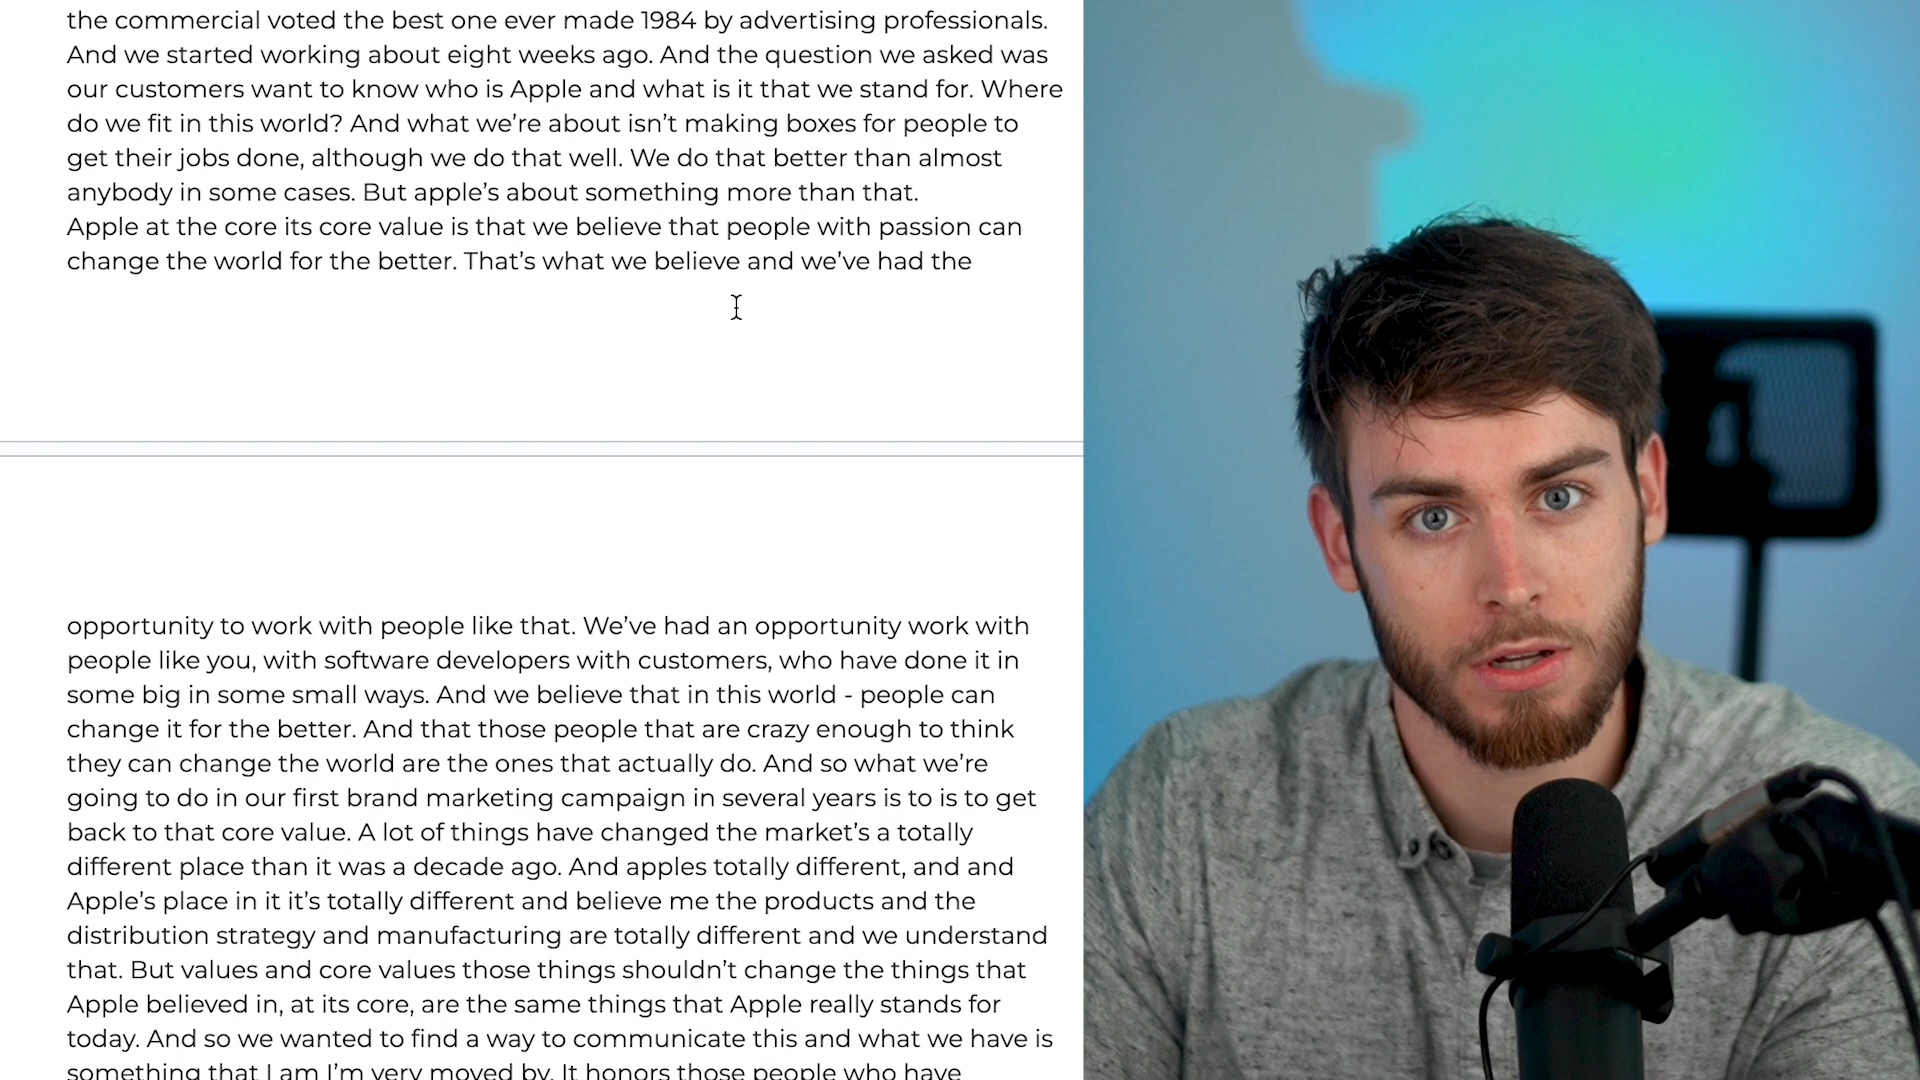 the commercial voted the best one ever made 1984 by advertising professionals.
And we started working about eight weeks ago. And the question we asked was
our customers want to know who is Apple and what is it that we stand for. Where
do we fit in this world? And what we’re about isn’t making boxes for people to
get their jobs done, although we do that well. We do that better than almost
anybody in some cases. But apple’s about something more than that.
Apple at the core its core value is that we believe that people with passion can
change the world for the better. That’s what we believe and we’ve had the
opportunity to work with people like that. We’ve had an opportunity work with
people like you, with software developers with customers, who have done it in
some big in some small ways. And we believe that in this world - people can
change it for the better. And that those people that are crazy enough to think
they can change the world are the ones that actually do. And so what we’re
going to do in our first brand marketing campaign in several years is to is to get
back to that core value. A lot of things have changed the market’s a totally
different place than it was a decade ago. And apples totally different, and and
Apple’s place in it it’s totally different and believe me the products and the
distribution strategy and manufacturing are totally different and we understand
that. But values and core values those things shouldn’t change the things that
Apple believed in, at its core, are the same things that Apple really stands for
today. And so we wanted to find a way to communicate this and what we have is
something that I am I’m very moved by. It honors those people who have